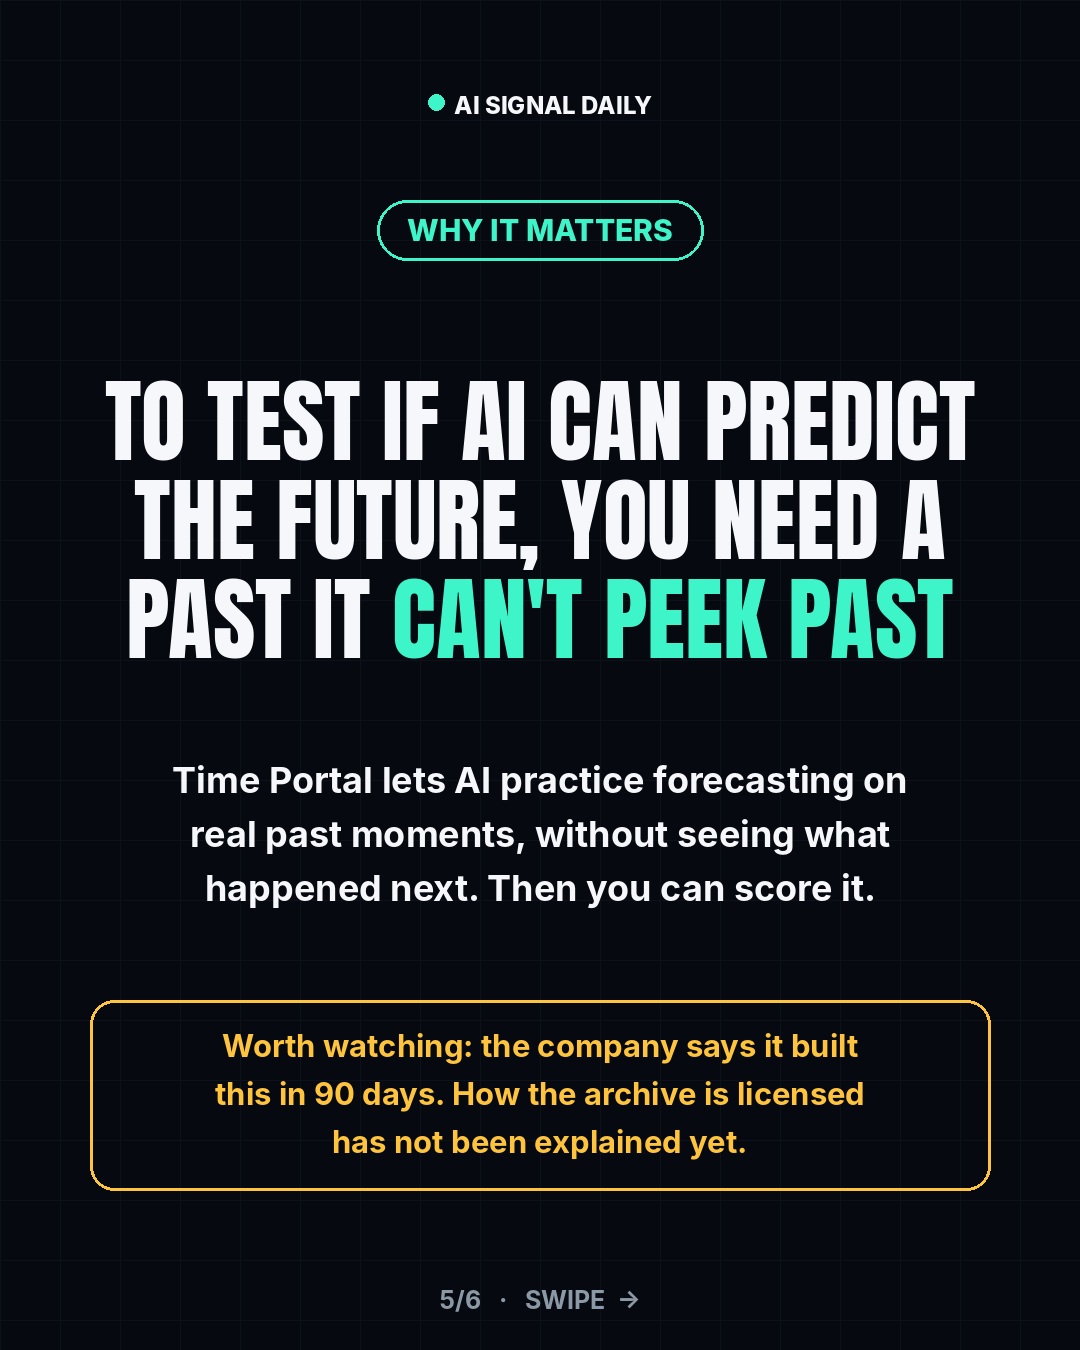 AI SIGNAL DAILY
WHY IT MATTERS
TO TEST IF AI CAN PREDICT
THE FUTURE, YOU NEED A
PAST IT CAN'T PEEK PAST
Time Portal lets AI practice forecasting on
real past moments, without seeing what
happened next. Then you can score it.
Worth watching: the company says it built
this in 90 days. How the archive is licensed
has not been explained yet.
5/6 · SWIPE →